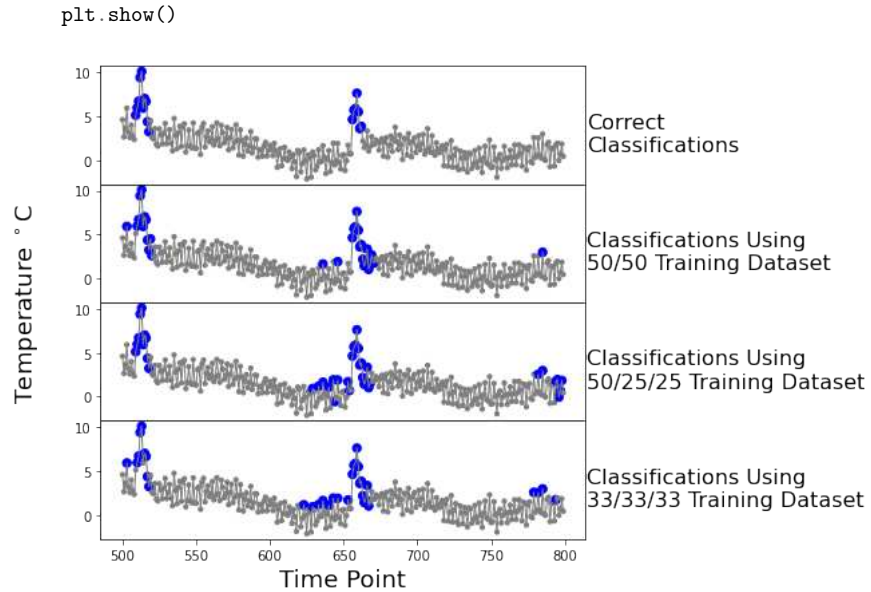 plt.show()
10
5
0
Correct
Classifications
10
5
0
Classifications Using
50/50 Training Dataset
10
5
0
Classifications Using
50/25/25 Training Dataset
10
5
0
Classifications Using
33/33/33 Training Dataset
Temperature °C
500 550 600 650 700 750 800
Time Point